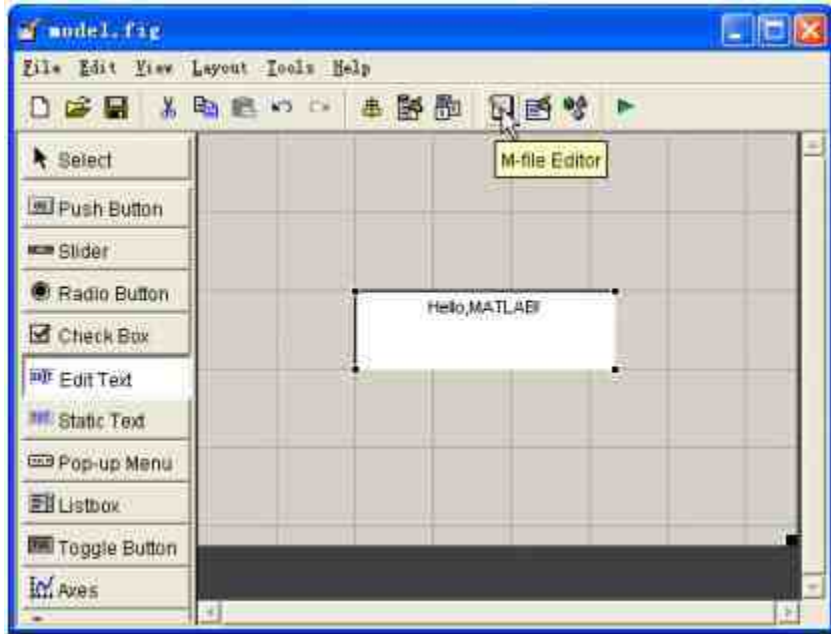 model.fig
File Edit View Layout Tools Help
M-file Editor
Select
Push Button
Slider
Radio Button
Check Box
Edit Text
Static Text
Pop-up Menu
Listbox
Toggle Button
Axes
Hello,MATLAB!